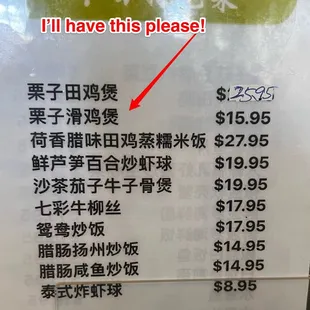 I'll have this please!
栗子田鸡煲 $25.95
栗子滑鸡煲 $15.95
荷香腊味田鸡蒸糯米饭 $27.95
鲜芦笋百合炒虾球 $19.95
沙茶茄子牛子骨煲 $19.95
七彩牛柳丝 $17.95
鸳鸯炒饭 $17.95
腊肠扬州炒饭 $14.95
腊肠咸鱼炒饭 $14.95
泰式炸虾球 $8.95